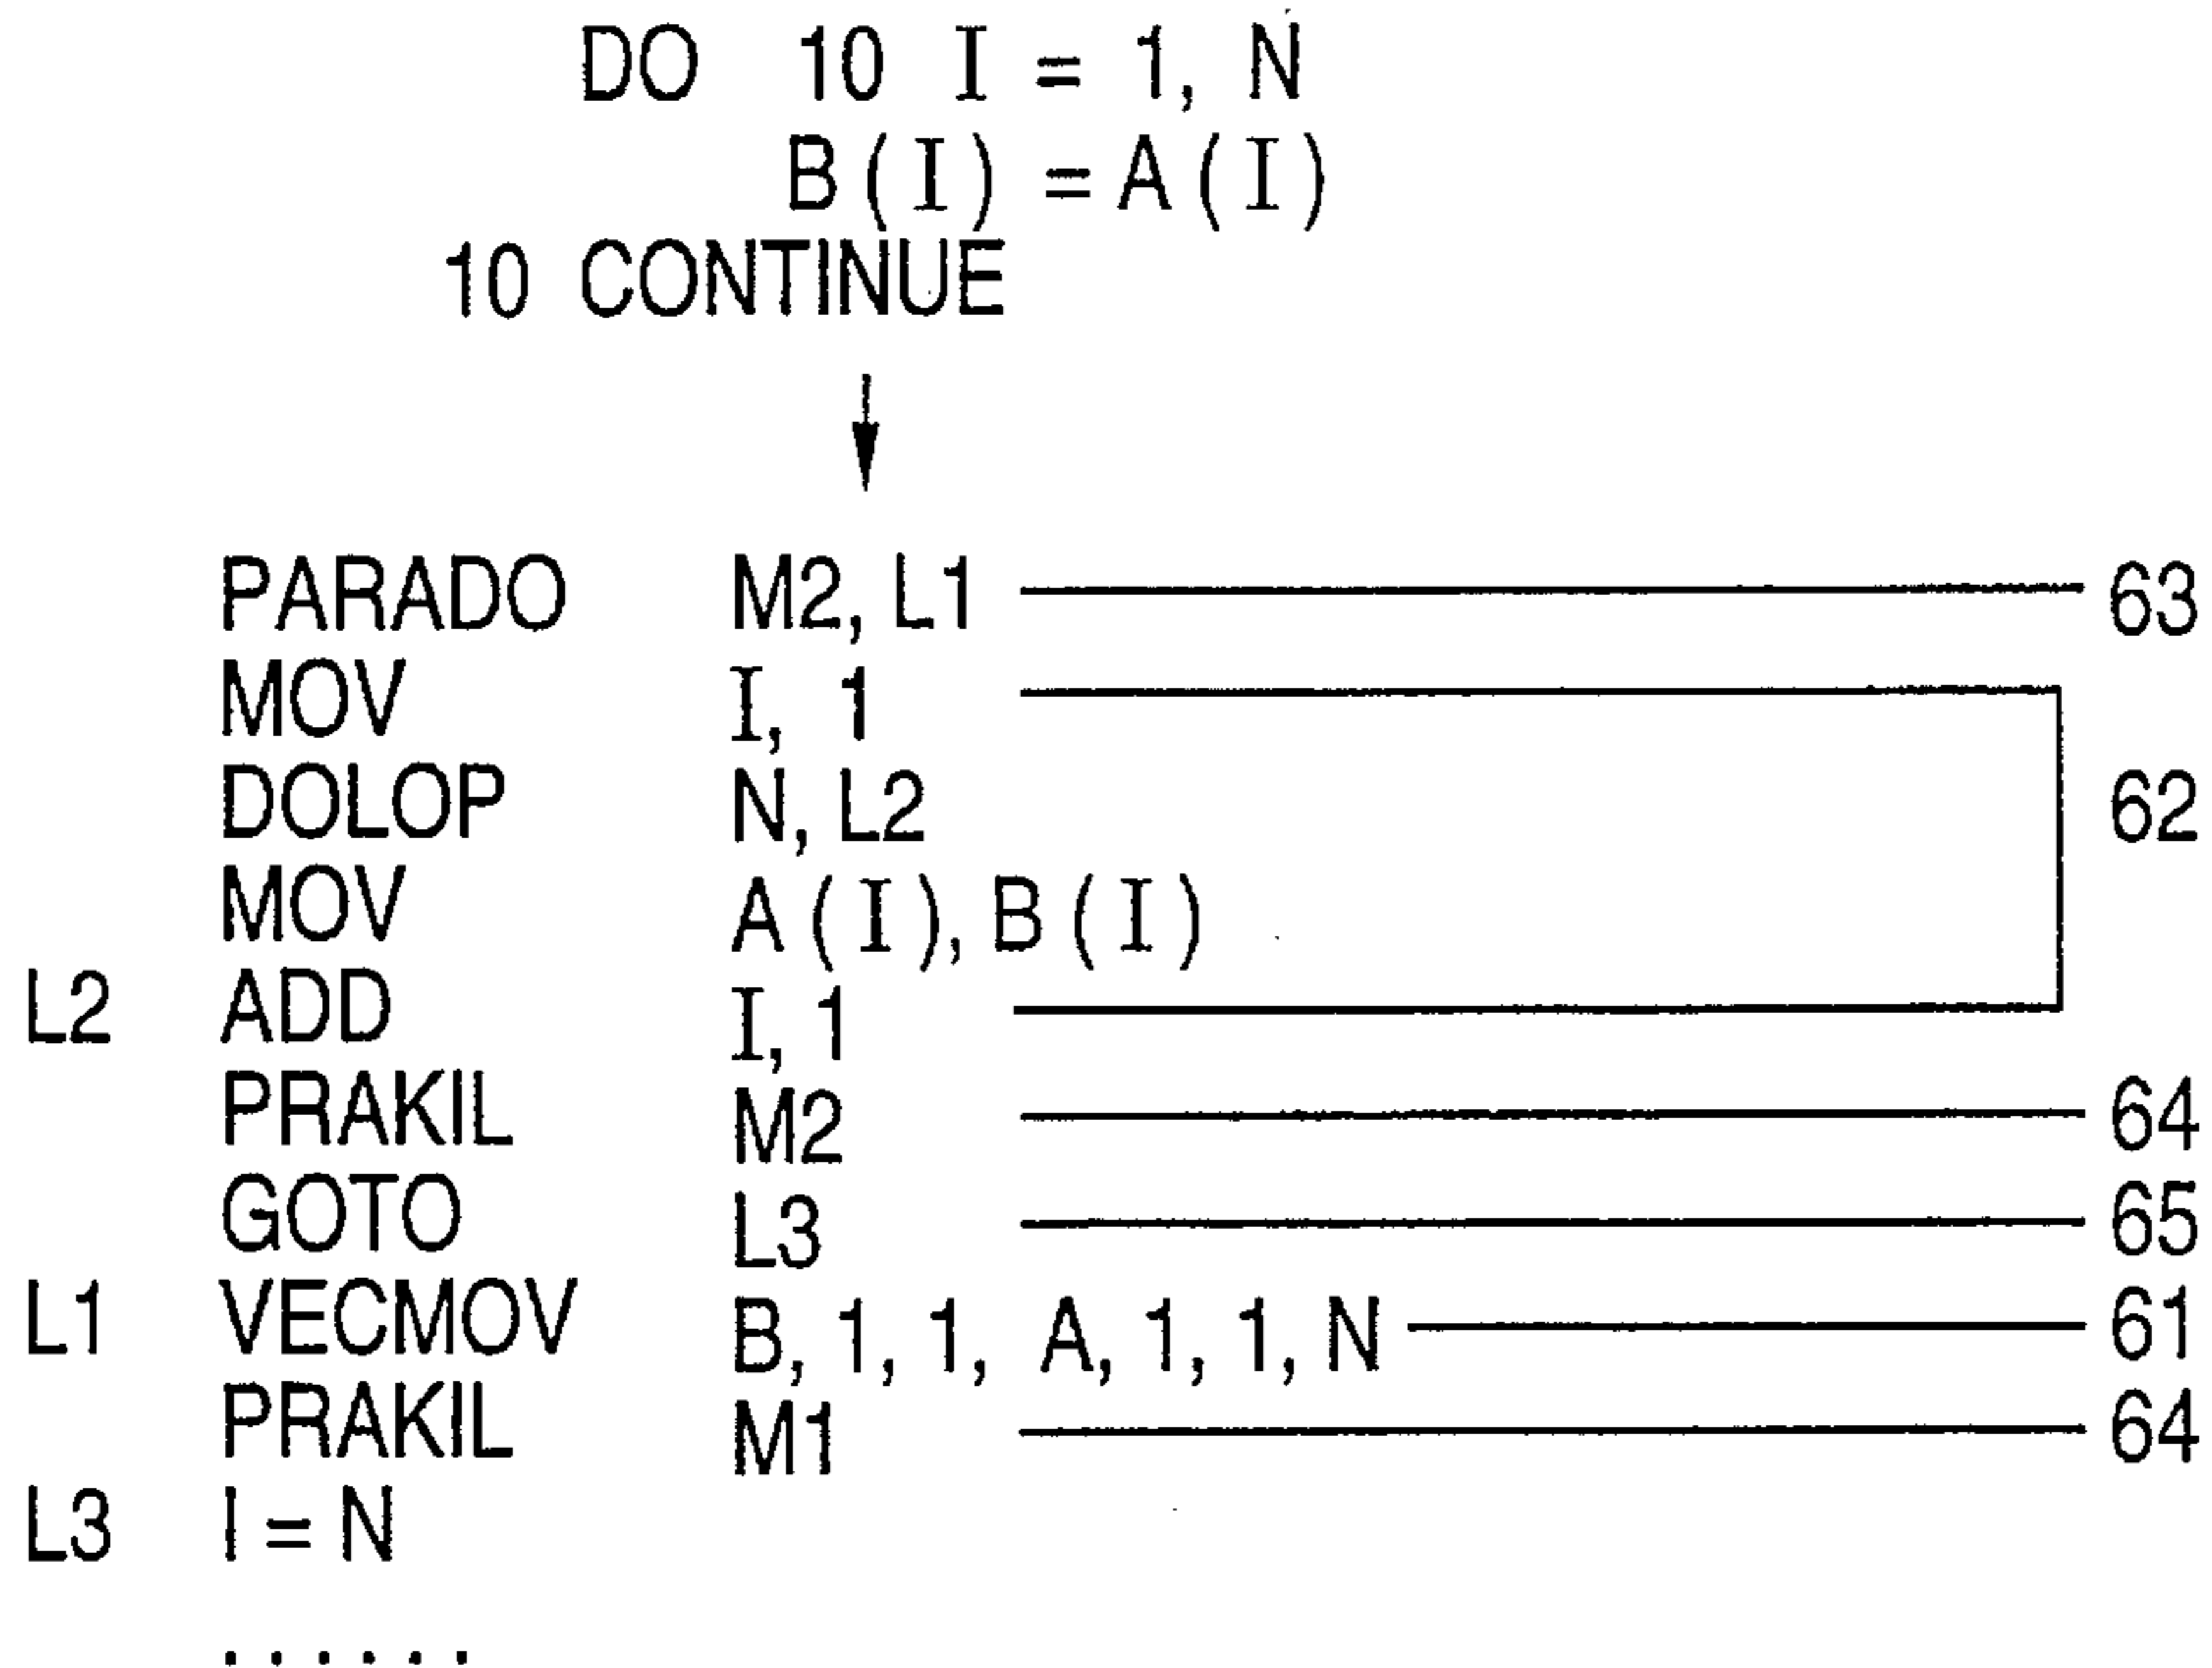 DO 10 I = 1, N
B(I) = A(I)
10 CONTINUE
PARADO M2, L1 63
MOV I, 1
DOLOP N, L2 62
MOV A(I), B(I)
L2 ADD I, 1
PRAKIL M2 64
GOTO L3 65
L1 VECMOV B, 1, 1, A, 1, 1, N 61
PRAKIL M1 64
L3 I = N
......